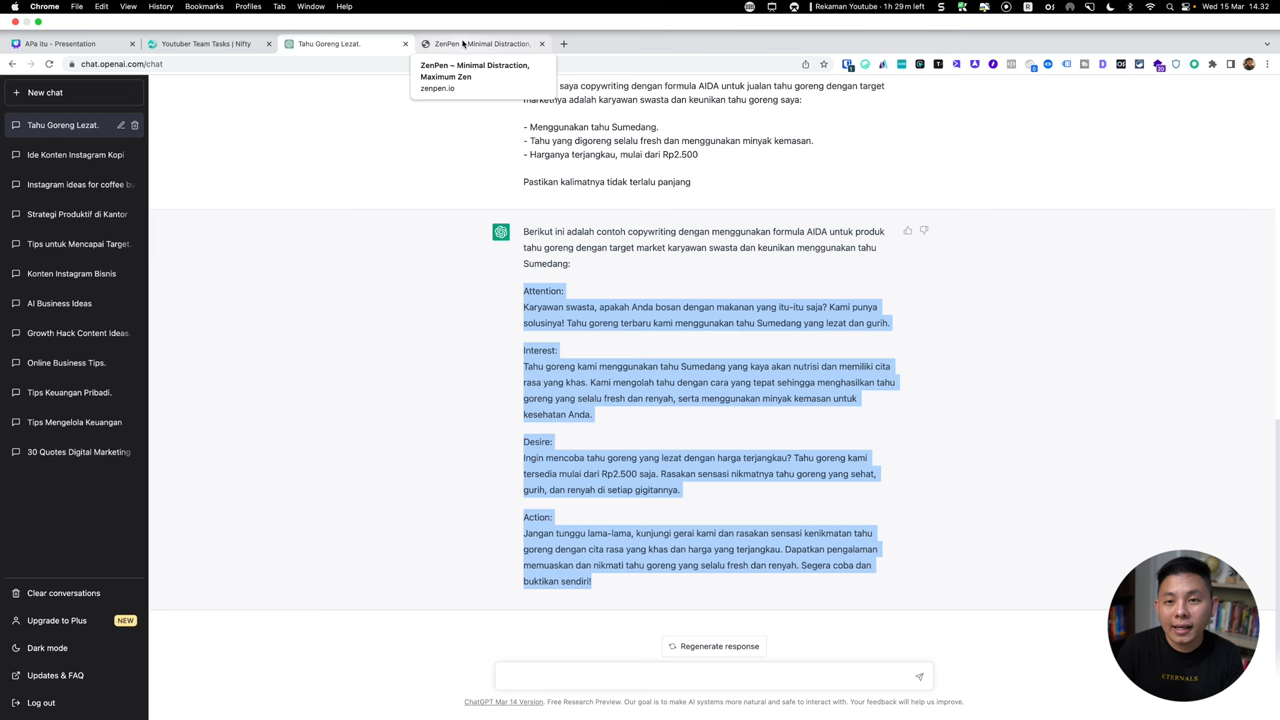 Chrome File Edit View History Bookmarks Profiles Tab Window Help
Rekaman Youtube • 1h 29m left
Wed 15 Mar 14.32
APa itu - Presentation
Youtuber Team Tasks | Nifty
Tahu Goreng Lezat.
ZenPen ~ Minimal Distraction,
chat.openai.com/chat
ZenPen ~ Minimal Distraction,
Maximum Zen
zenpen.io
New chat
Tahu Goreng Lezat.
Ide Konten Instagram Kopi
Instagram ideas for coffee bu
Strategi Produktif di Kantor
Tips untuk Mencapai Target.
Konten Instagram Bisnis
AI Business Ideas
Growth Hack Content Ideas.
Online Business Tips.
Tips Keuangan Pribadi.
Tips Mengelola Keuangan
30 Quotes Digital Marketing
Clear conversations
Upgrade to Plus NEW
Dark mode
Updates & FAQ
Log out
saya copywriting dengan formula AIDA untuk jualan tahu goreng dengan target
marketnya adalah karyawan swasta dan keunikan tahu goreng saya:
- Menggunakan tahu Sumedang.
- Tahu yang digoreng selalu fresh dan menggunakan minyak kemasan.
- Harganya terjangkau, mulai dari Rp2.500
Pastikan kalimatnya tidak terlalu panjang
Berikut ini adalah contoh copywriting dengan menggunakan formula AIDA untuk produk
tahu goreng dengan target market karyawan swasta dan keunikan menggunakan tahu
Sumedang:
Attention:
Karyawan swasta, apakah Anda bosan dengan makanan yang itu-itu saja? Kami punya
solusinya! Tahu goreng terbaru kami menggunakan tahu Sumedang yang lezat dan gurih.
Interest:
Tahu goreng kami menggunakan tahu Sumedang yang kaya akan nutrisi dan memiliki cita
rasa yang khas. Kami mengolah tahu dengan cara yang tepat sehingga menghasilkan tahu
goreng yang selalu fresh dan renyah, serta menggunakan minyak kemasan untuk
kesehatan Anda.
Desire:
Ingin mencoba tahu goreng yang lezat dengan harga terjangkau? Tahu goreng kami
tersedia mulai dari Rp2.500 saja. Rasakan sensasi nikmatnya tahu goreng yang sehat,
gurih, dan renyah di setiap gigitannya.
Action:
Jangan tunggu lama-lama, kunjungi gerai kami dan rasakan sensasi kenikmatan tahu
goreng dengan cita rasa yang khas dan harga yang terjangkau. Dapatkan pengalaman
memuaskan dan nikmati tahu goreng yang selalu fresh dan renyah. Segera coba dan
buktikan sendiri!
Regenerate response
ChatGPT Mar 14 Version. Free Research Preview. Our goal is to make AI systems more natural and safe to interact with. Your feedback will help us improve.
ETERNALS